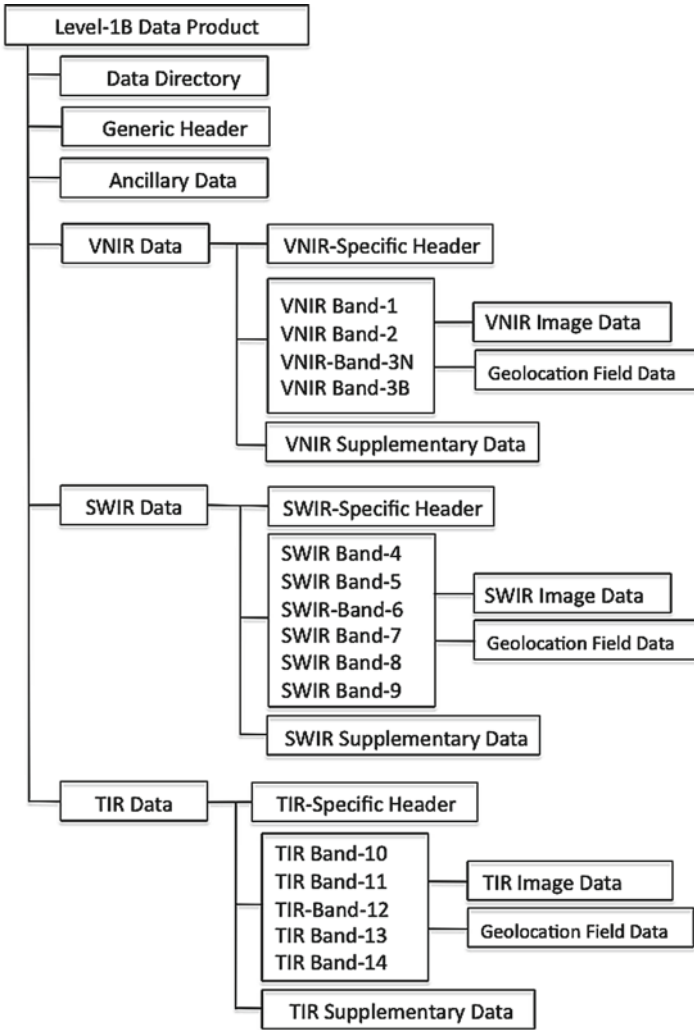 Level-1B Data Product
Data Directory
Generic Header
Ancillary Data
VNIR Data
VNIR-Specific Header
VNIR Band-1
VNIR Band-2
VNIR-Band-3N
VNIR Band-3B
VNIR Image Data
Geolocation Field Data
VNIR Supplementary Data
SWIR Data
SWIR-Specific Header
SWIR Band-4
SWIR Band-5
SWIR-Band-6
SWIR Band-7
SWIR Band-8
SWIR Band-9
SWIR Image Data
Geolocation Field Data
SWIR Supplementary Data
TIR Data
TIR-Specific Header
TIR Band-10
TIR Band-11
TIR-Band-12
TIR Band-13
TIR Band-14
TIR Image Data
Geolocation Field Data
TIR Supplementary Data